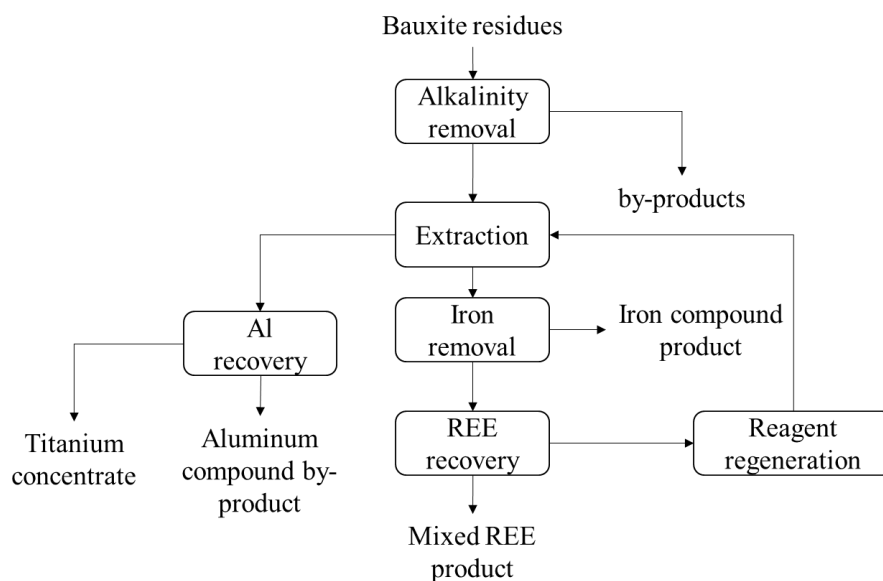 Bauxite residues
Alkalinity
removal
by-products
Extraction
Al
recovery
Iron
removal
Iron compound
product
Titanium
concentrate
Aluminum
compound by-
product
REE
recovery
Reagent
regeneration
Mixed REE
product